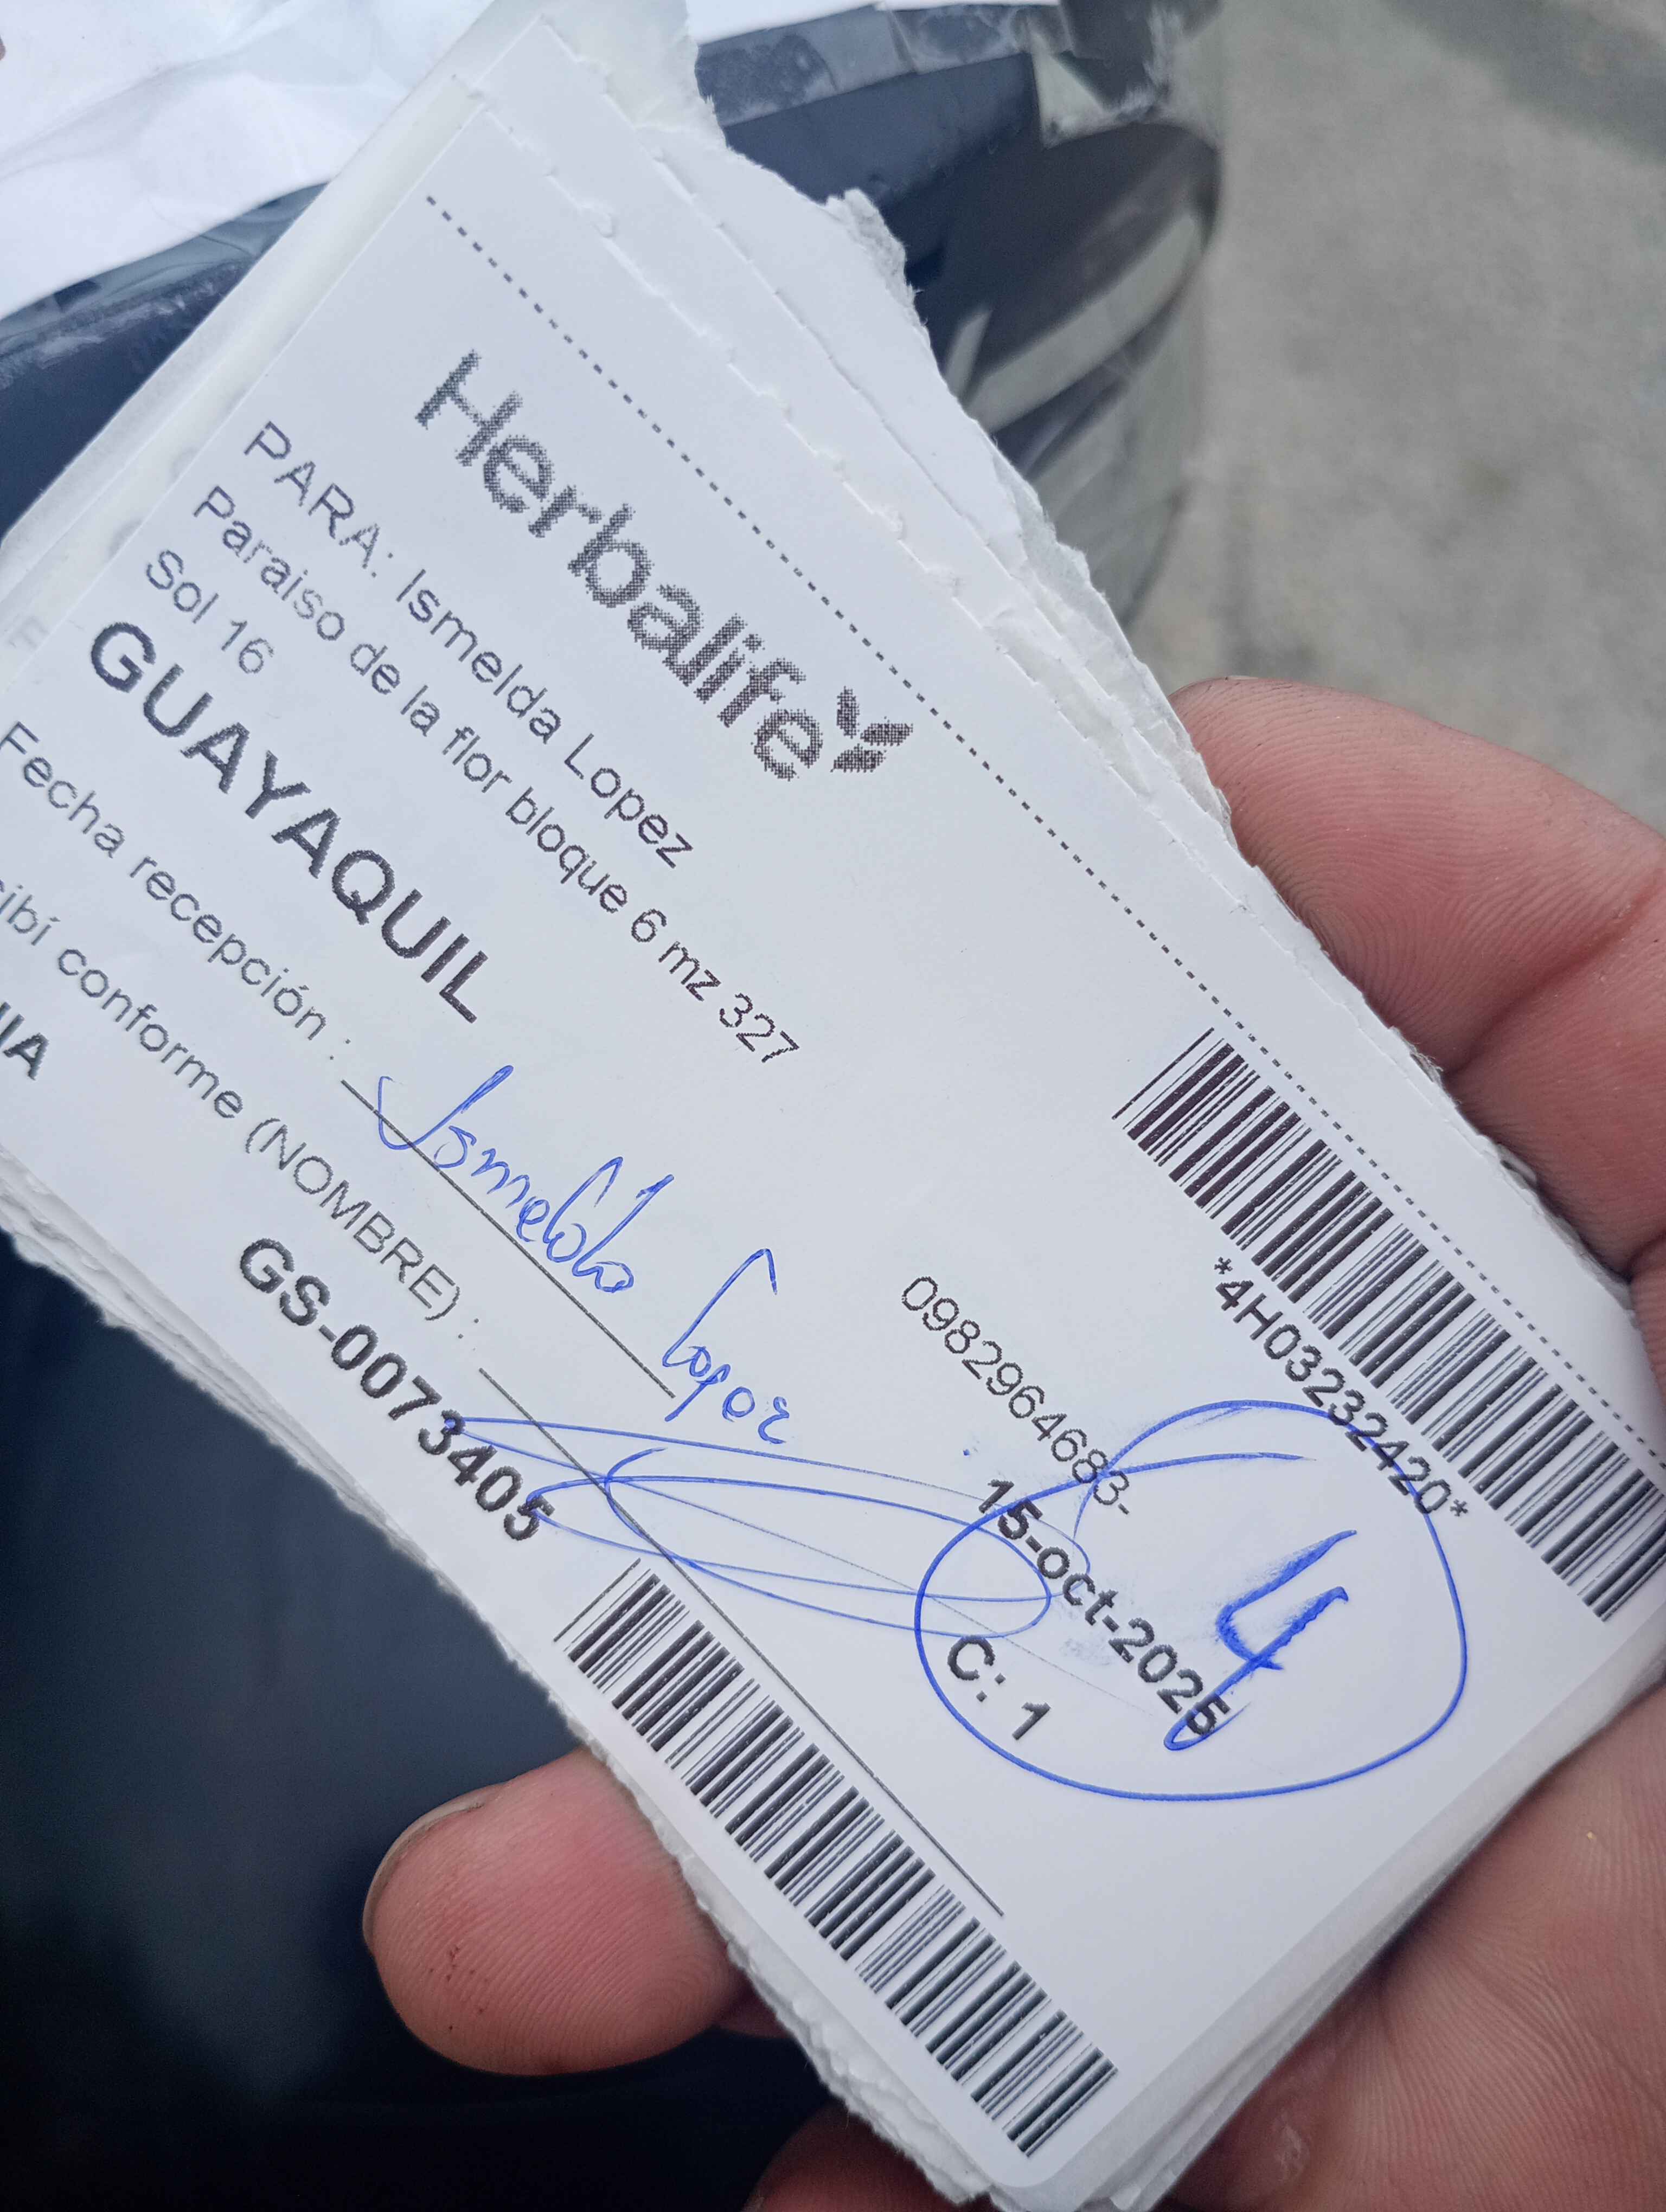 Herbalife
*4H03232420*
PARA: Ismelda Lopez
Paraiso de la flor bloque 6 mz 327
Sol 16
0982964683-
GUAYAQUIL
15-oct-2025
C: 1
4
Fecha recepción :
Ismelda Lopez
cibí conforme (NOMBRE) :
GS-0073405